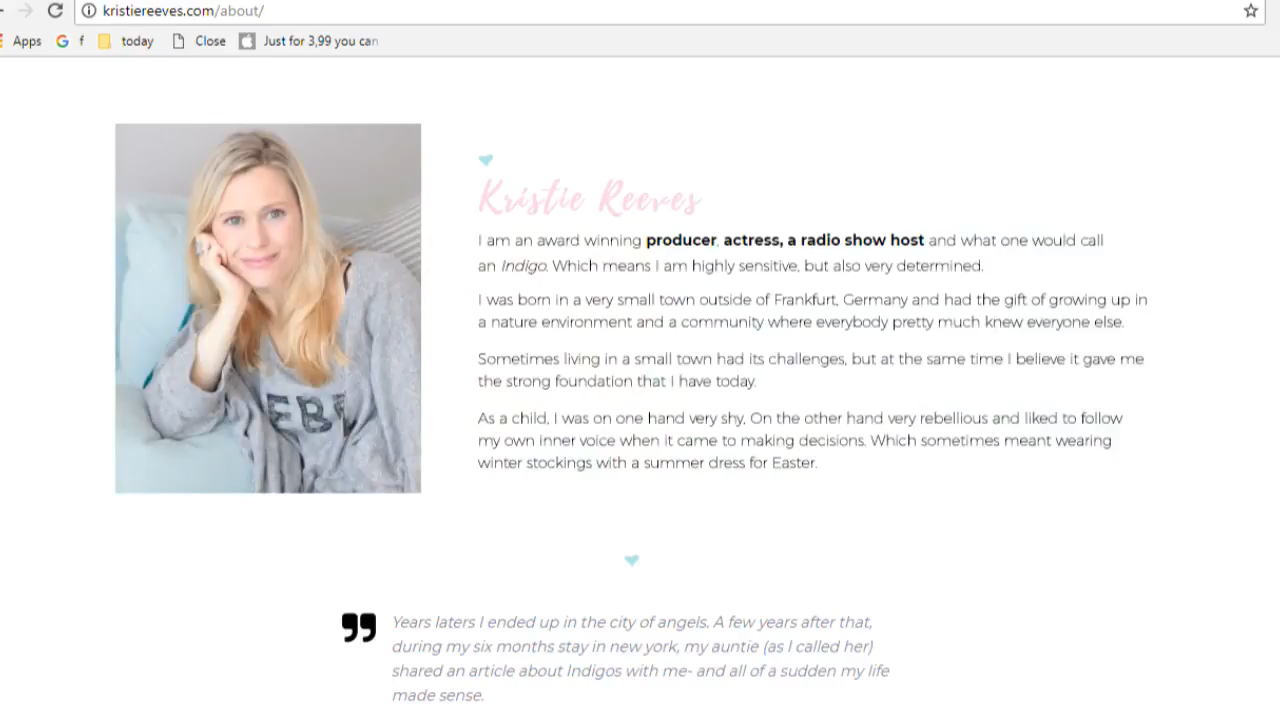 kristiereeves.com/about/
Apps G f today Close Just for 3,99 you can
Kristie Reeves
I am an award winning producer, actress, a radio show host and what one would call
an Indigo. Which means I am highly sensitive, but also very determined.
I was born in a very small town outside of Frankfurt, Germany and had the gift of growing up in
a nature environment and a community where everybody pretty much knew everyone else.
Sometimes living in a small town had its challenges, but at the same time I believe it gave me
the strong foundation that I have today.
As a child, I was on one hand very shy, On the other hand very rebellious and liked to follow
my own inner voice when it came to making decisions. Which sometimes meant wearing
winter stockings with a summer dress for Easter.
Years laters I ended up in the city of angels. A few years after that,
during my six months stay in new york, my auntie (as I called her)
shared an article about Indigos with me- and all of a sudden my life
made sense.